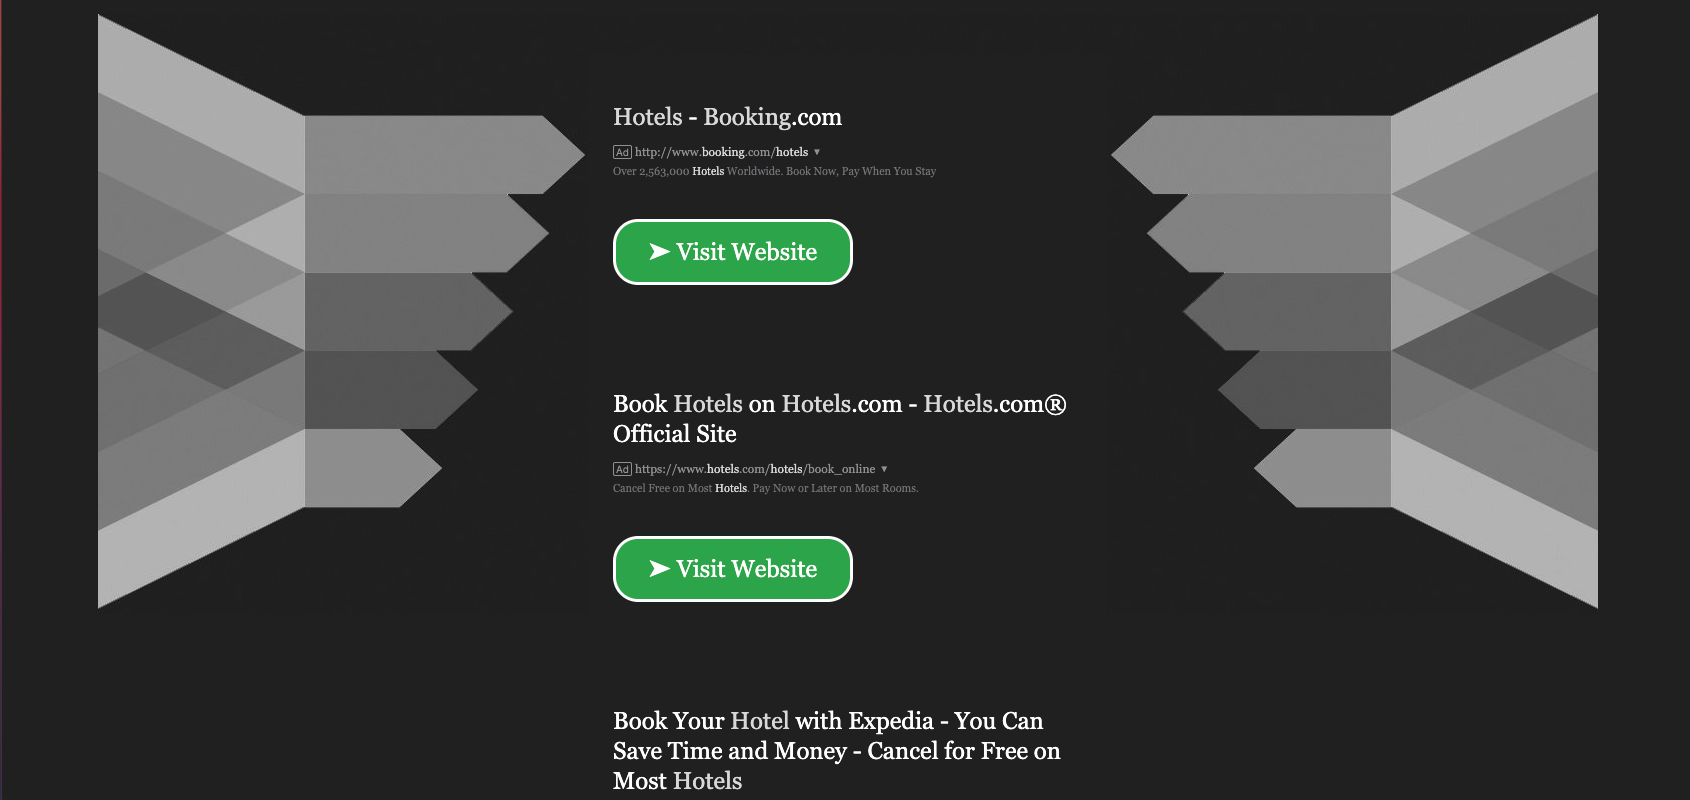 Hotels - Booking.com
Ad http://www.booking.com/hotels ▼
Over 2,563,000 Hotels Worldwide. Book Now, Pay When You Stay
➤ Visit Website
Book Hotels on Hotels.com - Hotels.com®
Official Site
Ad https://www.hotels.com/hotels/book_online ▼
Cancel Free on Most Hotels. Pay Now or Later on Most Rooms.
➤ Visit Website
Book Your Hotel with Expedia - You Can
Save Time and Money - Cancel for Free on
Most Hotels